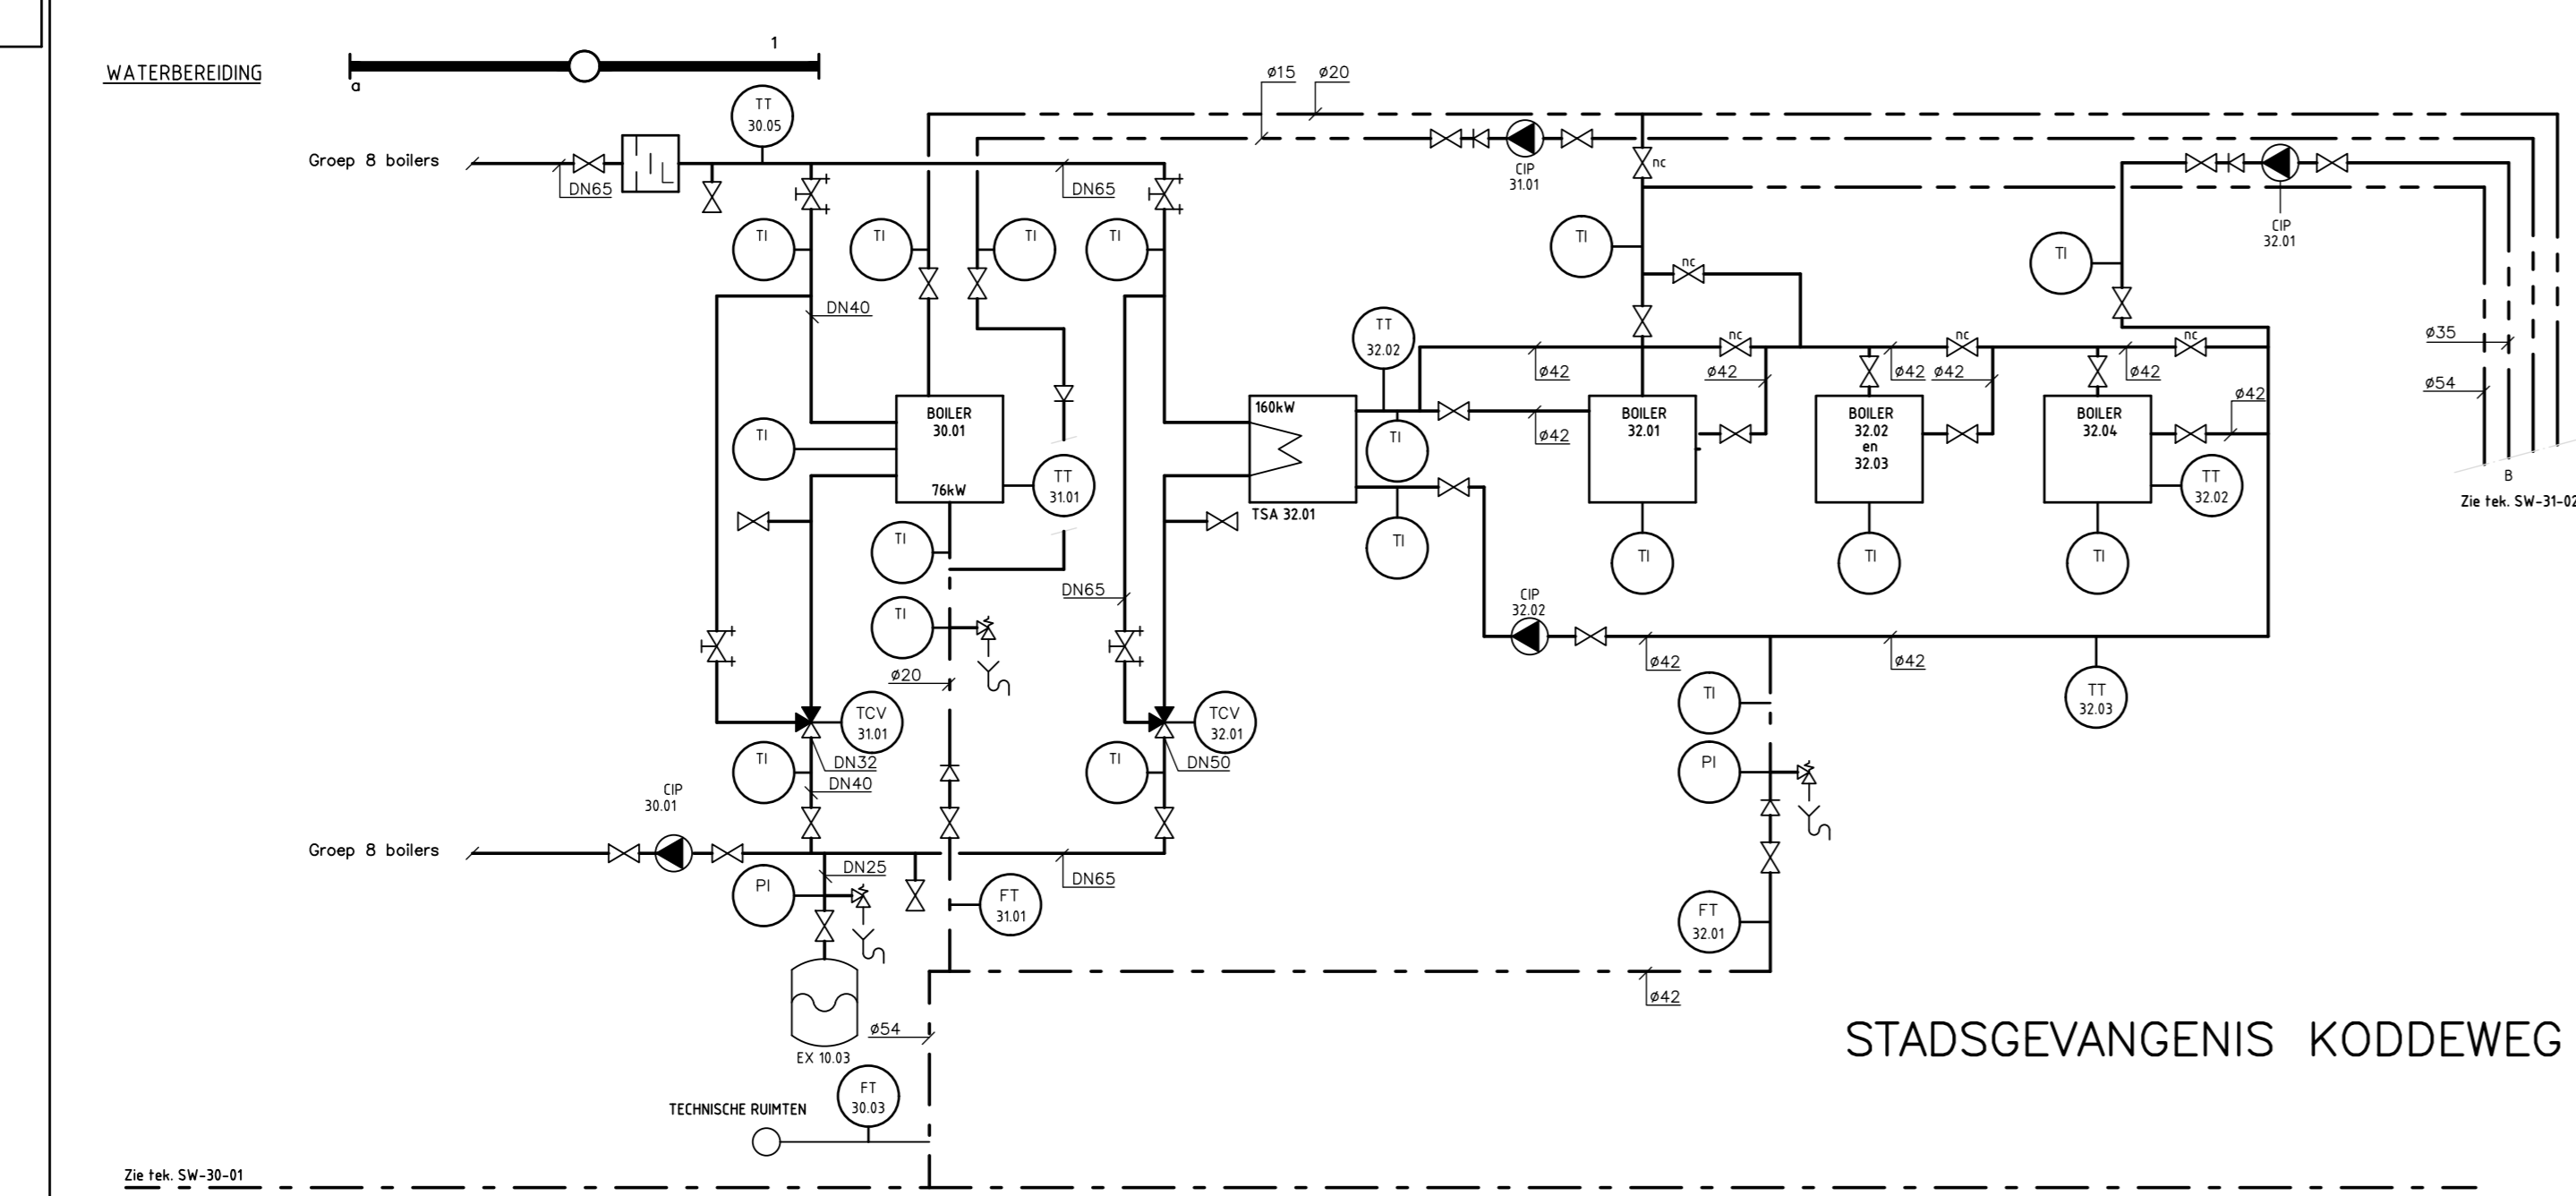 WATERBEREIDING
1
a
TT
30.05
Groep 8 boilers
DN65
DN65
ø15
ø20
CIP
31.01
nc
CIP
32.01
TI
TI
TI
TI
TI
TI
DN40
nc
TT
32.02
nc
nc
nc
ø42
ø42
ø42
ø42
ø42
ø42
ø42
ø35
ø54
BOILER
30.01
76kW
TI
TT
31.01
160kW
TSA 32.01
TI
TI
BOILER
32.01
BOILER
32.02
en
32.03
BOILER
32.04
TT
32.02
B
Zie tek. SW-31-02
TI
TI
TI
TI
TI
DN65
CIP
32.02
ø20
ø42
ø42
TT
32.03
TCV
31.01
TCV
32.01
TI
TI
DN32
DN40
DN50
TI
PI
CIP
30.01
Groep 8 boilers
DN25
PI
DN65
FT
31.01
FT
32.01
ø42
EX 10.03
ø54
STADSGEVANGENIS KODDEWEG
FT
30.03
TECHNISCHE RUIMTEN
Zie tek. SW-30-01